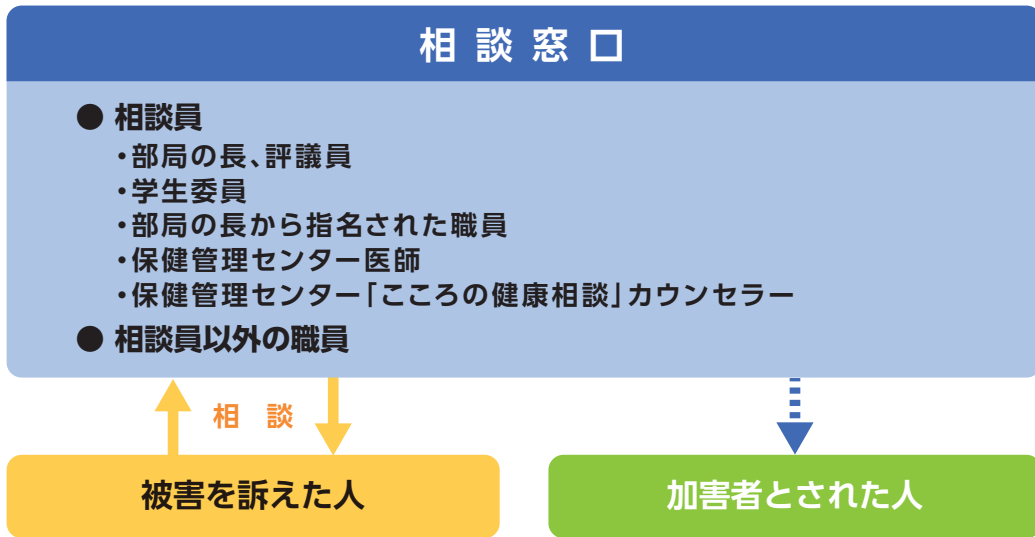 相談窓口
● 相談員
・部局の長、評議員
・学生委員
・部局の長から指名された職員
・保健管理センター医師
・保健管理センター「こころの健康相談」カウンセラー
● 相談員以外の職員
相 談
被害を訴えた人
加害者とされた人